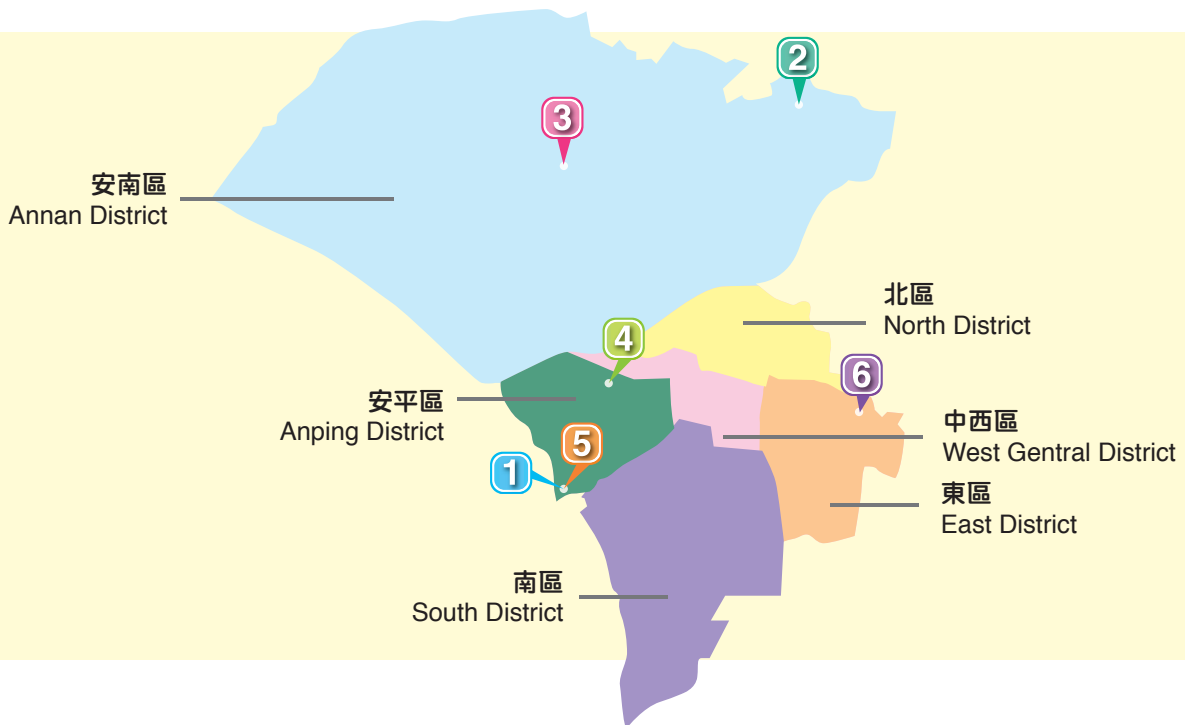 2
3
安南區
Annan District
北區
North District
4
6
安平區
Anping District
中西區
West Gentral District
5
1
東區
East District
南區
South District